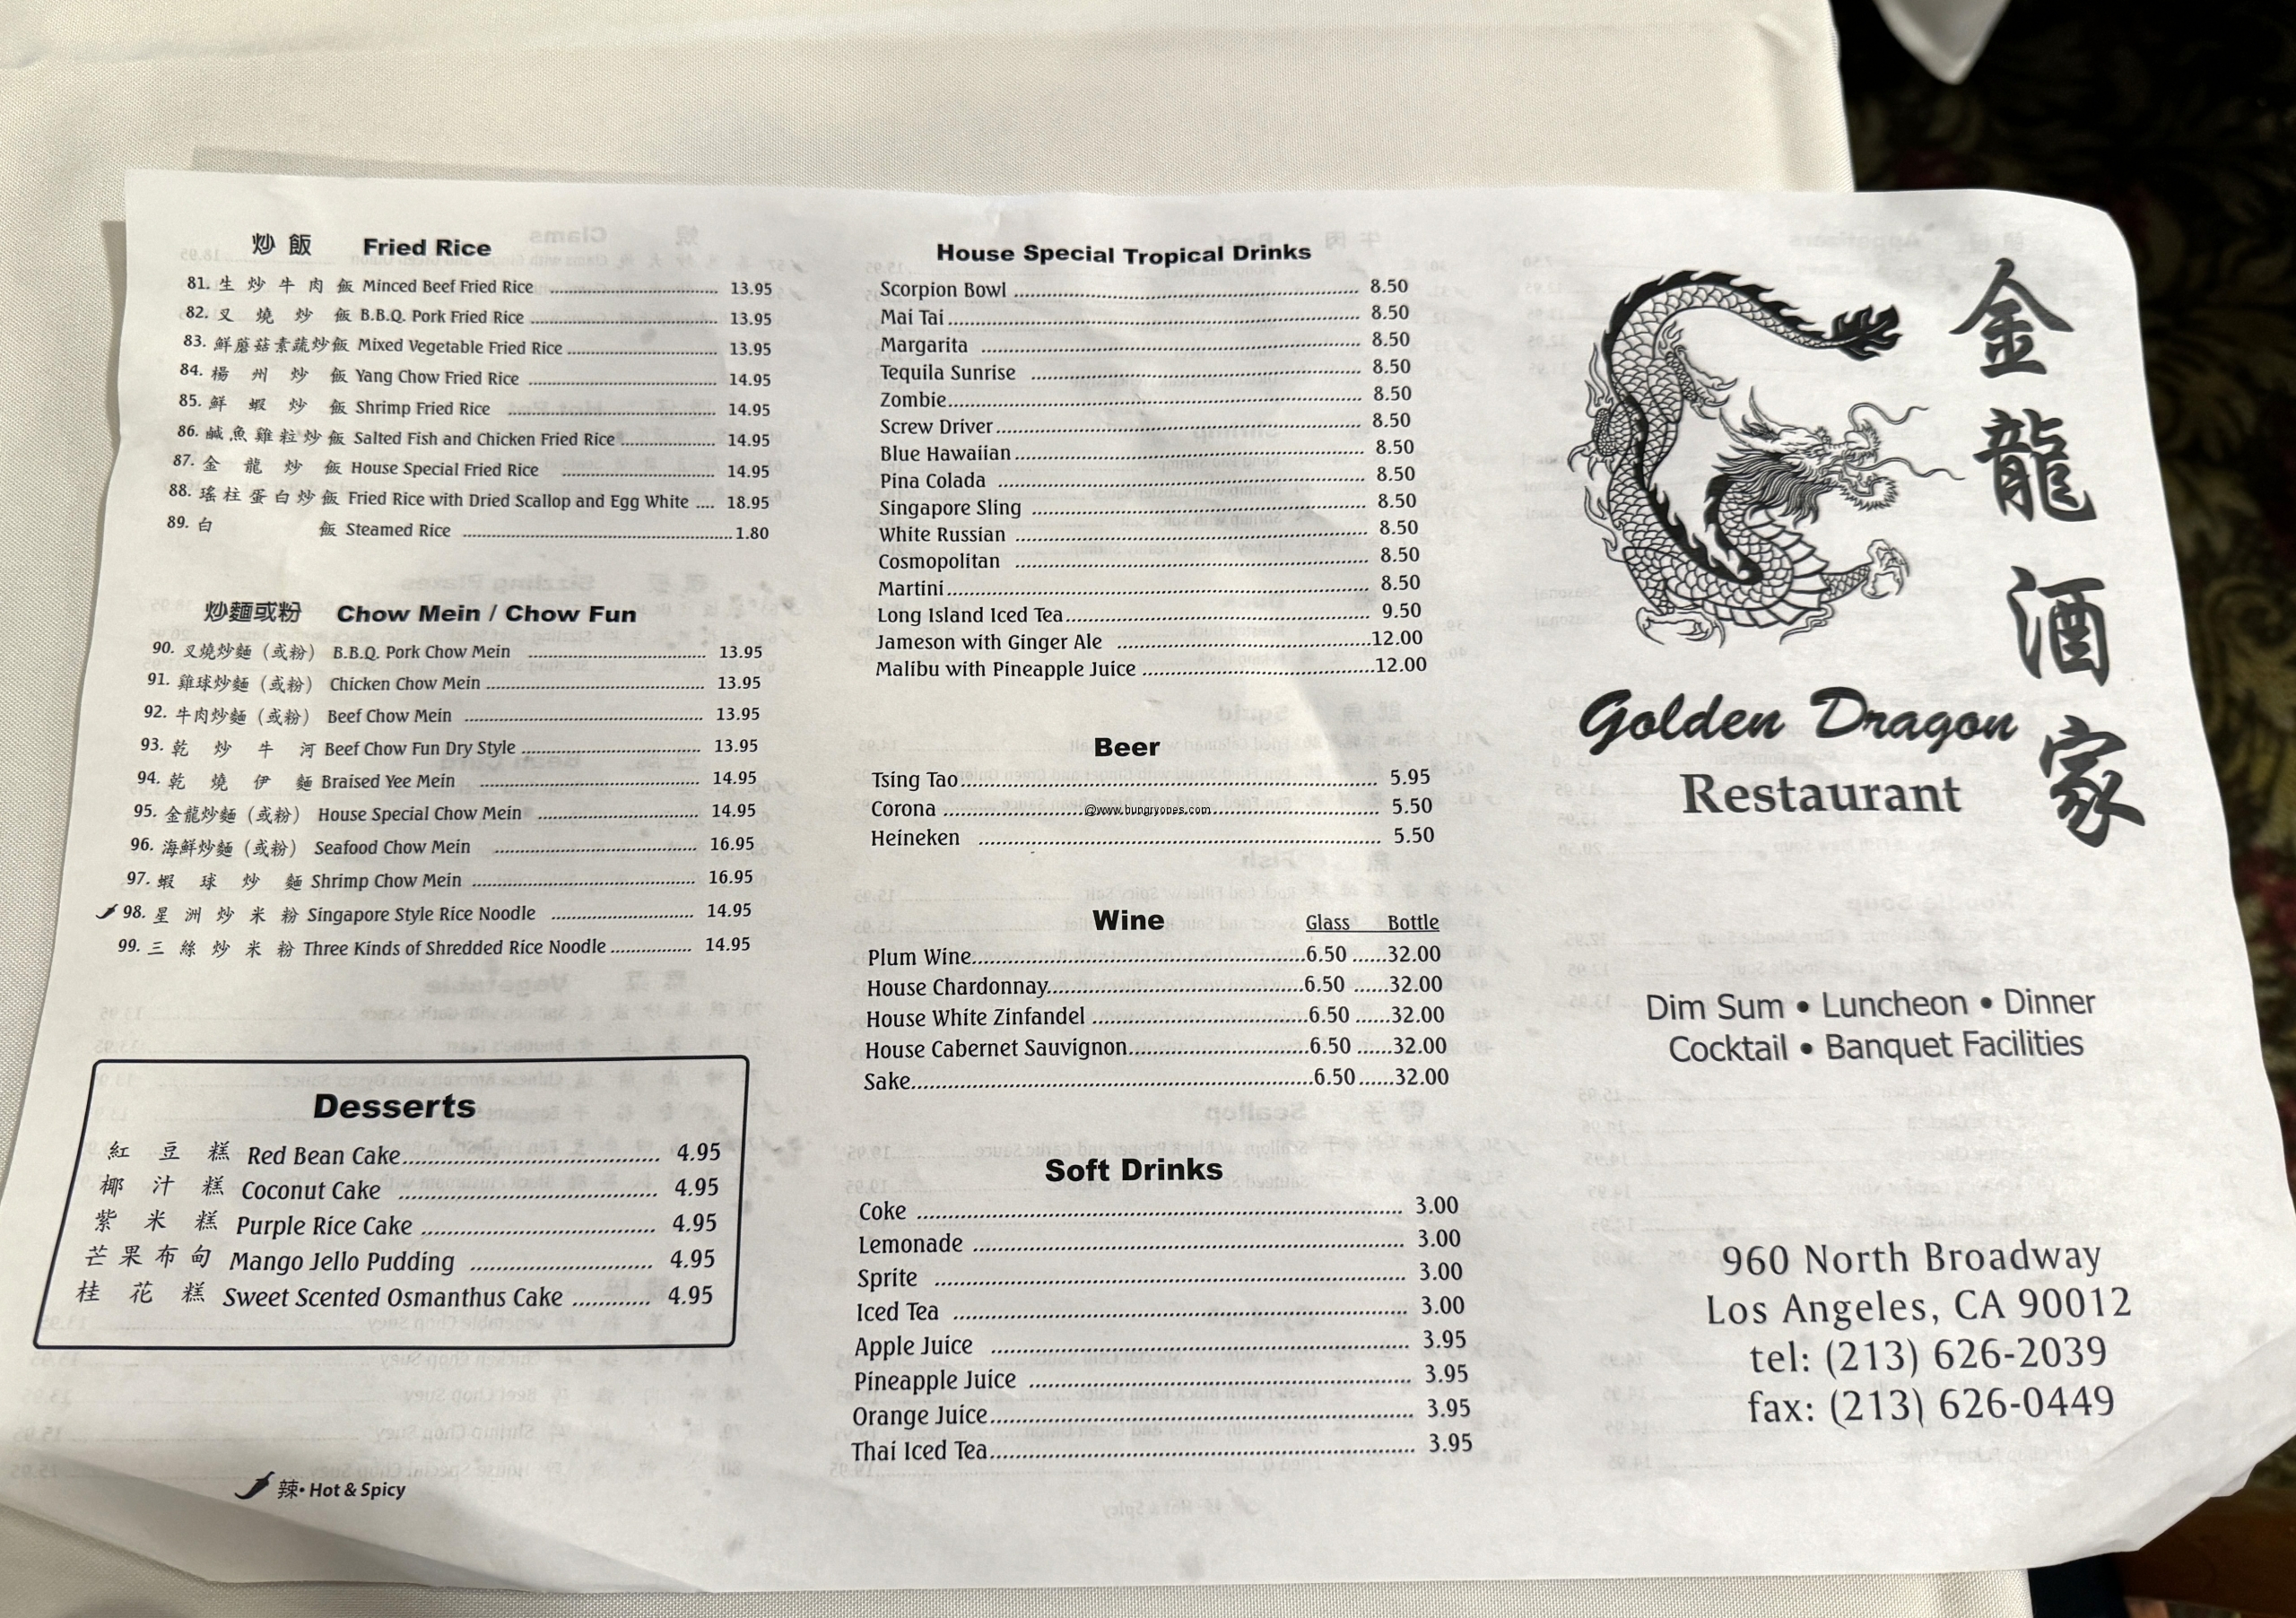 炒飯 Fried Rice
81. 生炒牛肉飯 Minced Beef Fried Rice 13.95
82. 叉燒炒飯 B.B.Q. Pork Fried Rice 13.95
83. 鮮蘑菇素蔬炒飯 Mixed Vegetable Fried Rice 13.95
84. 楊州炒飯 Yang Chow Fried Rice 14.95
85. 鮮蝦炒飯 Shrimp Fried Rice 14.95
86. 鹹魚雞粒炒飯 Salted Fish and Chicken Fried Rice 14.95
87. 金龍炒飯 House Special Fried Rice 14.95
88. 瑤柱蛋白炒飯 Fried Rice with Dried Scallop and Egg White 18.95
89. 白飯 Steamed Rice 1.80
炒麵或粉 Chow Mein / Chow Fun
90. 叉燒炒麵（或粉） B.B.Q. Pork Chow Mein 13.95
91. 雞球炒麵（或粉） Chicken Chow Mein 13.95
92. 牛肉炒麵（或粉） Beef Chow Mein 13.95
93. 乾炒牛河 Beef Chow Fun Dry Style 13.95
94. 乾燒伊麵 Braised Yee Mein 14.95
95. 金龍炒麵（或粉） House Special Chow Mein 14.95
96. 海鮮炒麵（或粉） Seafood Chow Mein 16.95
97. 蝦球炒麵 Shrimp Chow Mein 16.95
98. 星洲炒米粉 Singapore Style Rice Noodle 14.95
99. 三絲炒米粉 Three Kinds of Shredded Rice Noodle 14.95
Desserts
紅豆糕 Red Bean Cake 4.95
椰汁糕 Coconut Cake 4.95
紫米糕 Purple Rice Cake 4.95
芒果布甸 Mango Jello Pudding 4.95
桂花糕 Sweet Scented Osmanthus Cake 4.95
辣• Hot & Spicy
House Special Tropical Drinks
Scorpion Bowl 8.50
Mai Tai 8.50
Margarita 8.50
Tequila Sunrise 8.50
Zombie 8.50
Screw Driver 8.50
Blue Hawaiian 8.50
Pina Colada 8.50
Singapore Sling 8.50
White Russian 8.50
Cosmopolitan 8.50
Martini 8.50
Long Island Iced Tea 9.50
Jameson with Ginger Ale 12.00
Malibu with Pineapple Juice 12.00
Beer
Tsing Tao 5.95
Corona 5.50
@www.bungryones.com
Heineken 5.50
Wine Glass Bottle
Plum Wine 6.50 32.00
House Chardonnay 6.50 32.00
House White Zinfandel 6.50 32.00
House Cabernet Sauvignon 6.50 32.00
Sake 6.50 32.00
Soft Drinks
Coke 3.00
Lemonade 3.00
Sprite 3.00
Iced Tea 3.00
Apple Juice 3.95
Pineapple Juice 3.95
Orange Juice 3.95
Thai Iced Tea 3.95
金龍酒家
Golden Dragon
Restaurant
Dim Sum • Luncheon • Dinner
Cocktail • Banquet Facilities
960 North Broadway
Los Angeles, CA 90012
tel: (213) 626-2039
fax: (213) 626-0449